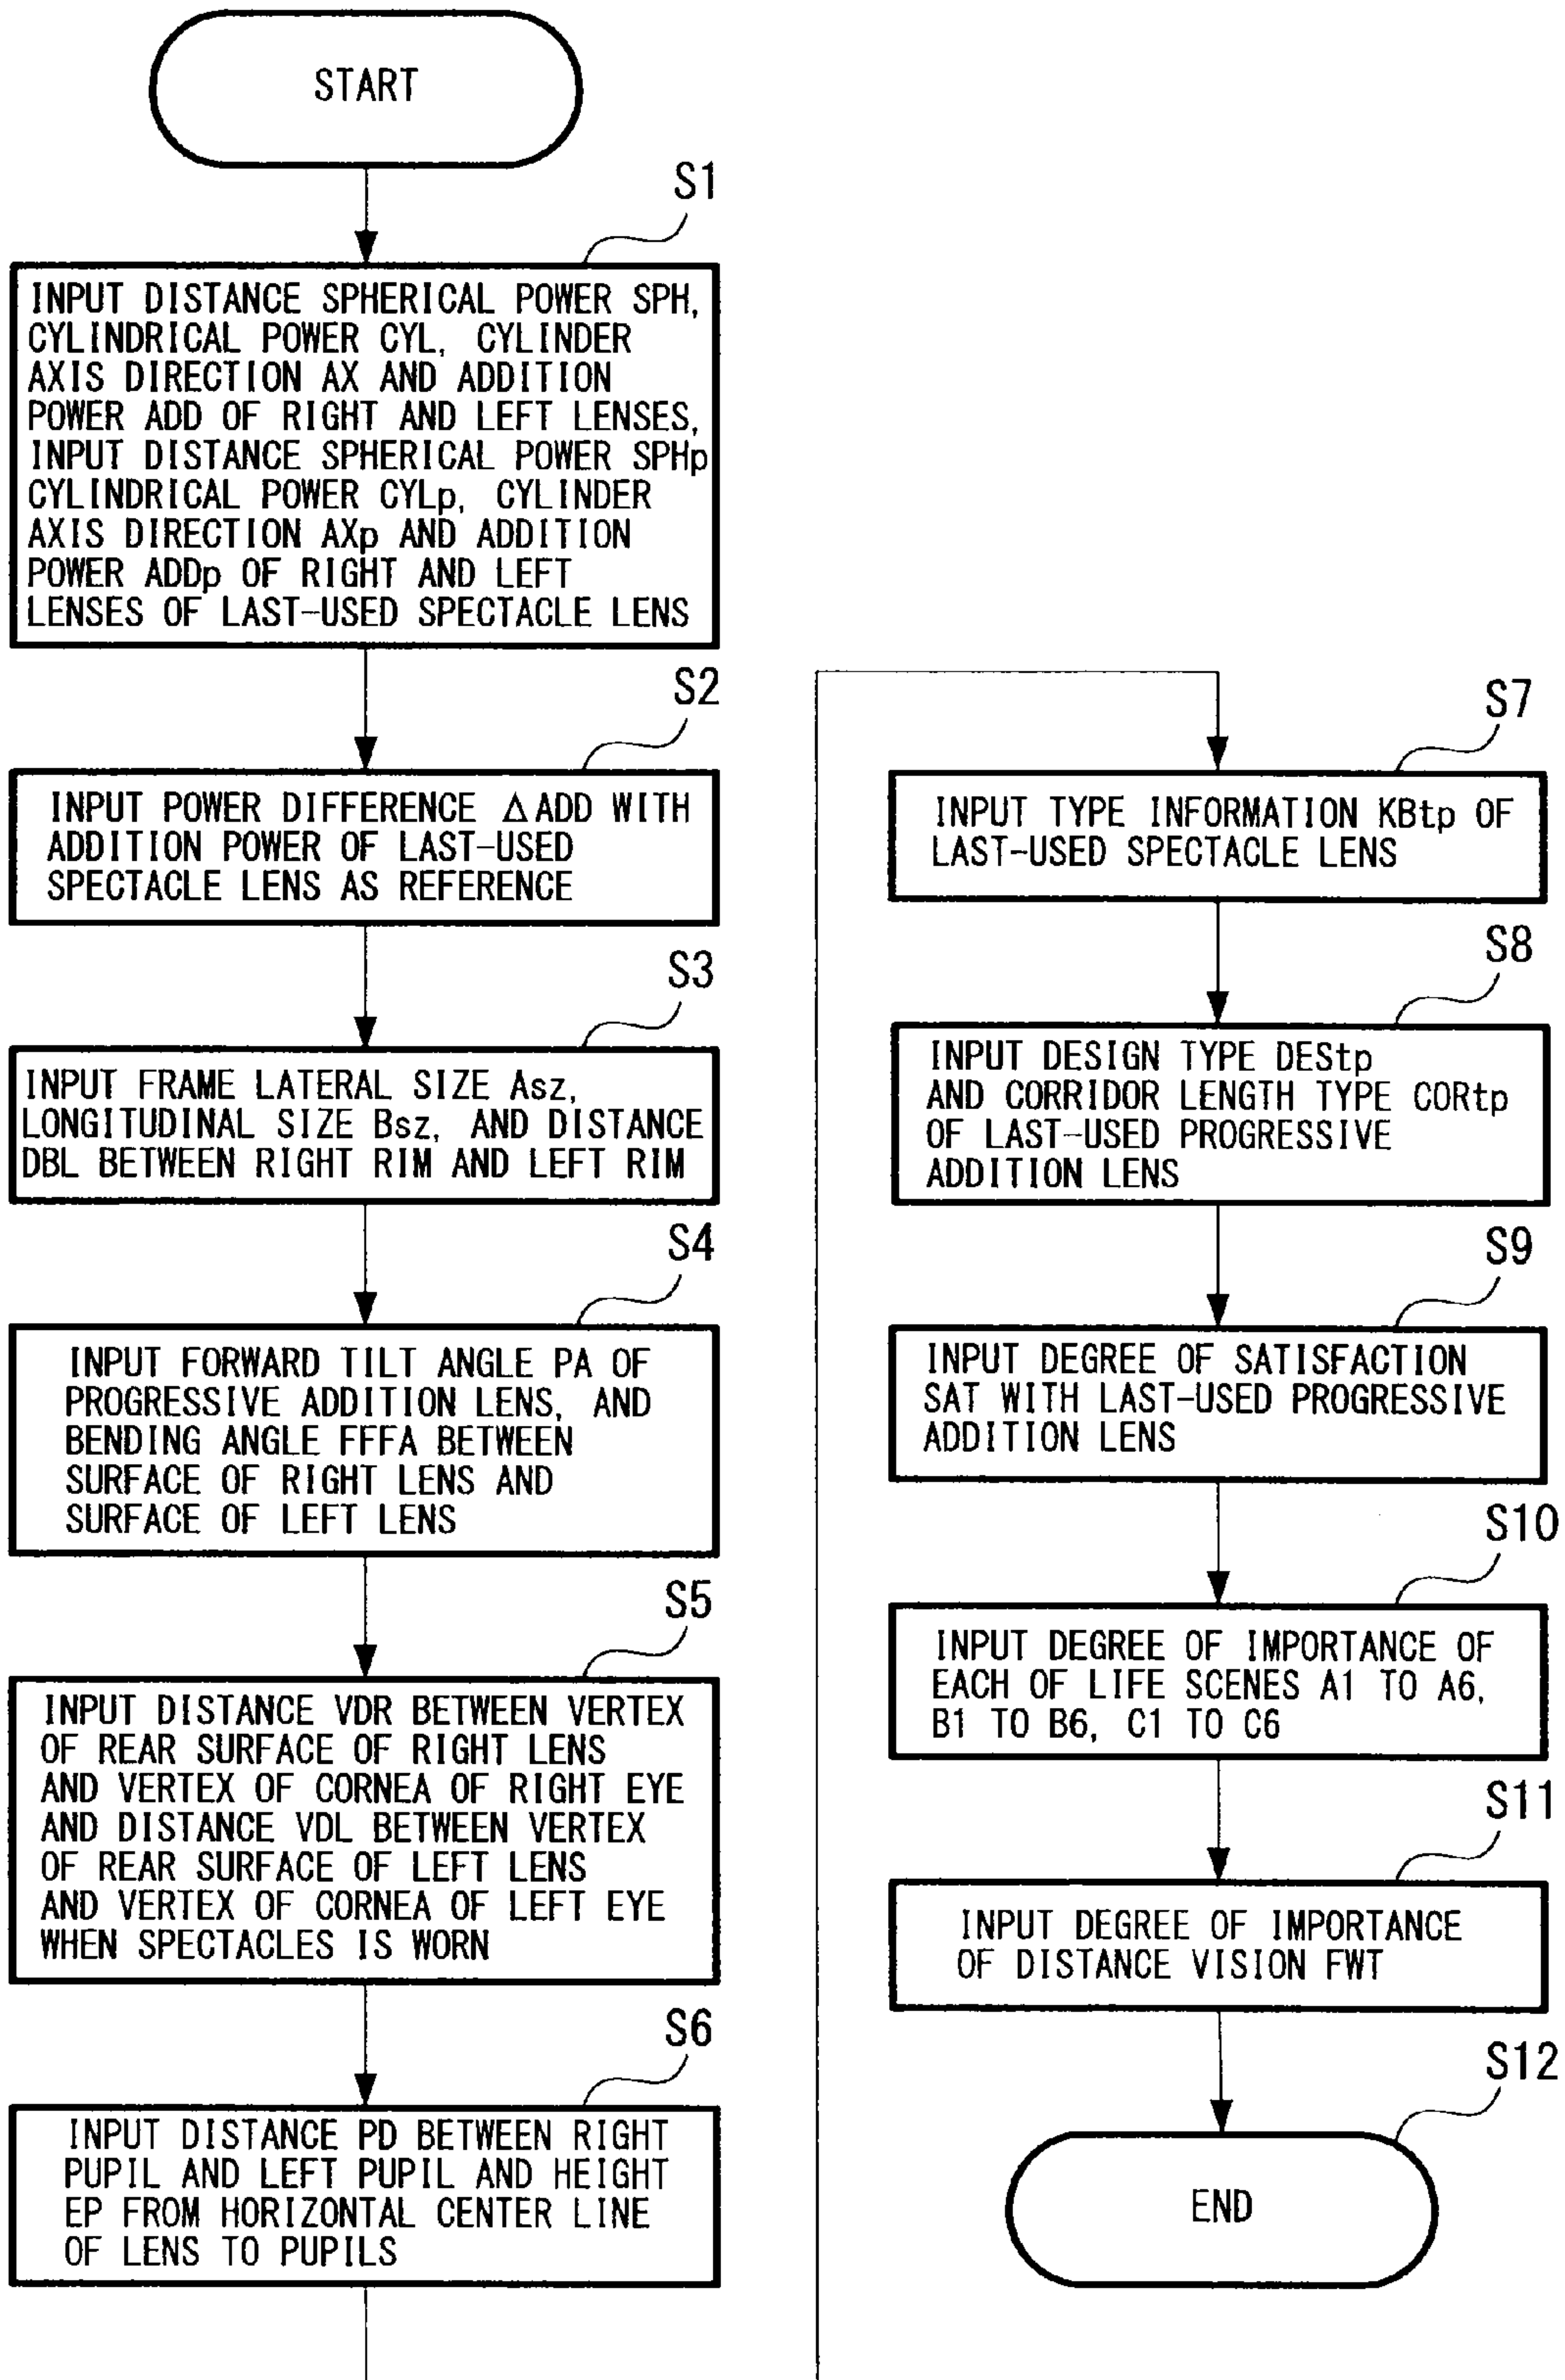 START
S1
INPUT DISTANCE SPHERICAL POWER SPH,
CYLINDRICAL POWER CYL, CYLINDER
AXIS DIRECTION AX AND ADDITION
POWER ADD OF RIGHT AND LEFT LENSES,
INPUT DISTANCE SPHERICAL POWER SPHp
CYLINDRICAL POWER CYLp, CYLINDER
AXIS DIRECTION AXp AND ADDITION
POWER ADDp OF RIGHT AND LEFT
LENSES OF LAST-USED SPECTACLE LENS
S2
INPUT POWER DIFFERENCE ΔADD WITH
ADDITION POWER OF LAST-USED
SPECTACLE LENS AS REFERENCE
S3
INPUT FRAME LATERAL SIZE Asz,
LONGITUDINAL SIZE Bsz, AND DISTANCE
DBL BETWEEN RIGHT RIM AND LEFT RIM
S4
INPUT FORWARD TILT ANGLE PA OF
PROGRESSIVE ADDITION LENS, AND
BENDING ANGLE FFFA BETWEEN
SURFACE OF RIGHT LENS AND
SURFACE OF LEFT LENS
S5
INPUT DISTANCE VDR BETWEEN VERTEX
OF REAR SURFACE OF RIGHT LENS
AND VERTEX OF CORNEA OF RIGHT EYE
AND DISTANCE VDL BETWEEN VERTEX
OF REAR SURFACE OF LEFT LENS
AND VERTEX OF CORNEA OF LEFT EYE
WHEN SPECTACLES IS WORN
S6
INPUT DISTANCE PD BETWEEN RIGHT
PUPIL AND LEFT PUPIL AND HEIGHT
EP FROM HORIZONTAL CENTER LINE
OF LENS TO PUPILS
S7
INPUT TYPE INFORMATION KBtp OF
LAST-USED SPECTACLE LENS
S8
INPUT DESIGN TYPE DEStp
AND CORRIDOR LENGTH TYPE CORtp
OF LAST-USED PROGRESSIVE
ADDITION LENS
S9
INPUT DEGREE OF SATISFACTION
SAT WITH LAST-USED PROGRESSIVE
ADDITION LENS
S10
INPUT DEGREE OF IMPORTANCE OF
EACH OF LIFE SCENES A1 TO A6,
B1 TO B6, C1 TO C6
S11
INPUT DEGREE OF IMPORTANCE
OF DISTANCE VISION FWT
S12
END